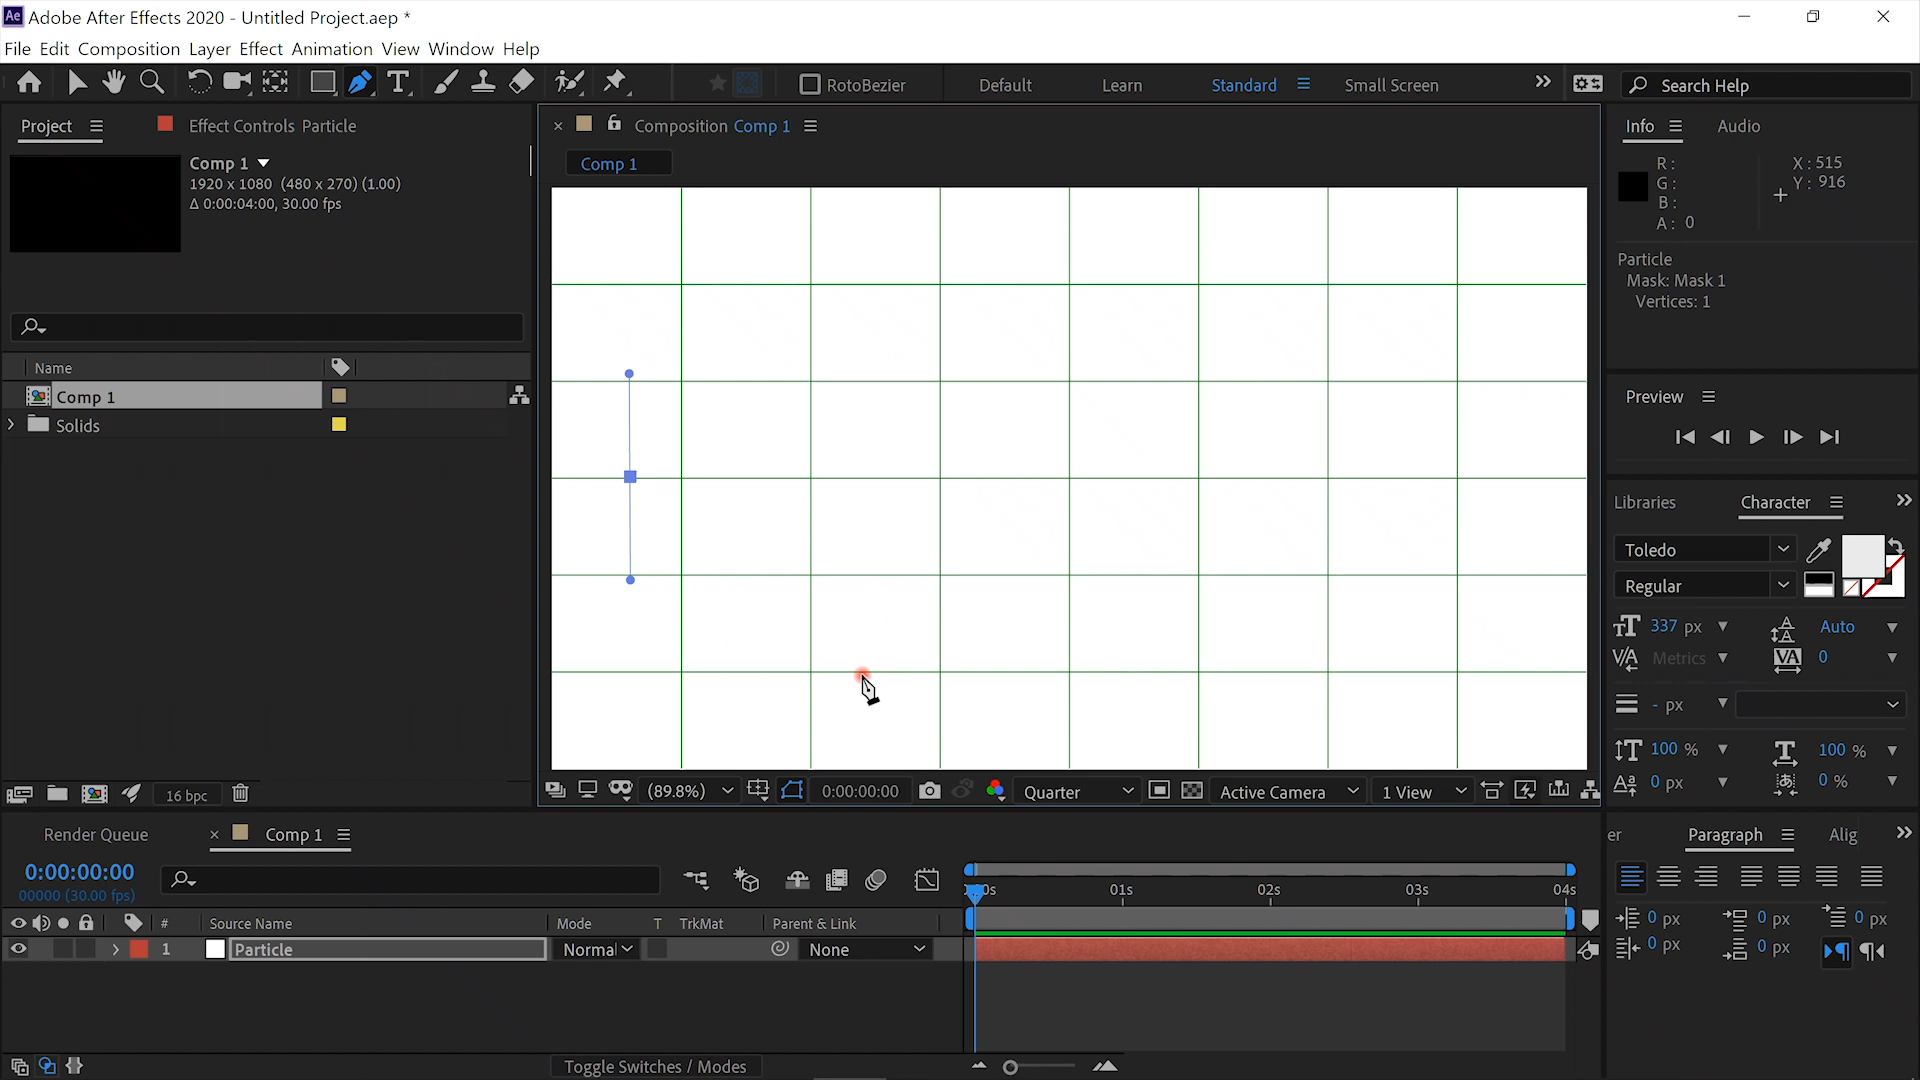 Ae Adobe After Effects 2020 - Untitled Project.aep *
File Edit Composition Layer Effect Animation View Window Help
RotoBezier Default Learn Standard Small Screen Search Help
Project Effect Controls Particle
Composition Comp 1
Info Audio
Comp 1
1920 x 1080 (480 x 270) (1.00)
Δ 0:00:04:00, 30.00 fps
Comp 1
R: X: 515
G: Y: 916
B:
A: 0
Particle
Mask: Mask 1
Vertices: 1
Name
Comp 1
Solids
Preview
Libraries Character
Toledo
Regular
337 px Auto
Metrics 0
- px
100 % 100 %
0 px 0 %
16 bpc
(89.8%) 0:00:00:00 Quarter Active Camera 1 View
Render Queue Comp 1
er Paragraph Alig
0:00:00:00
00000 (30.00 fps)
0s 01s 02s 03s 04s
# Source Name Mode T TrkMat Parent & Link
1 Particle Normal None
0 px 0 px 0 px
0 px 0 px
Toggle Switches / Modes